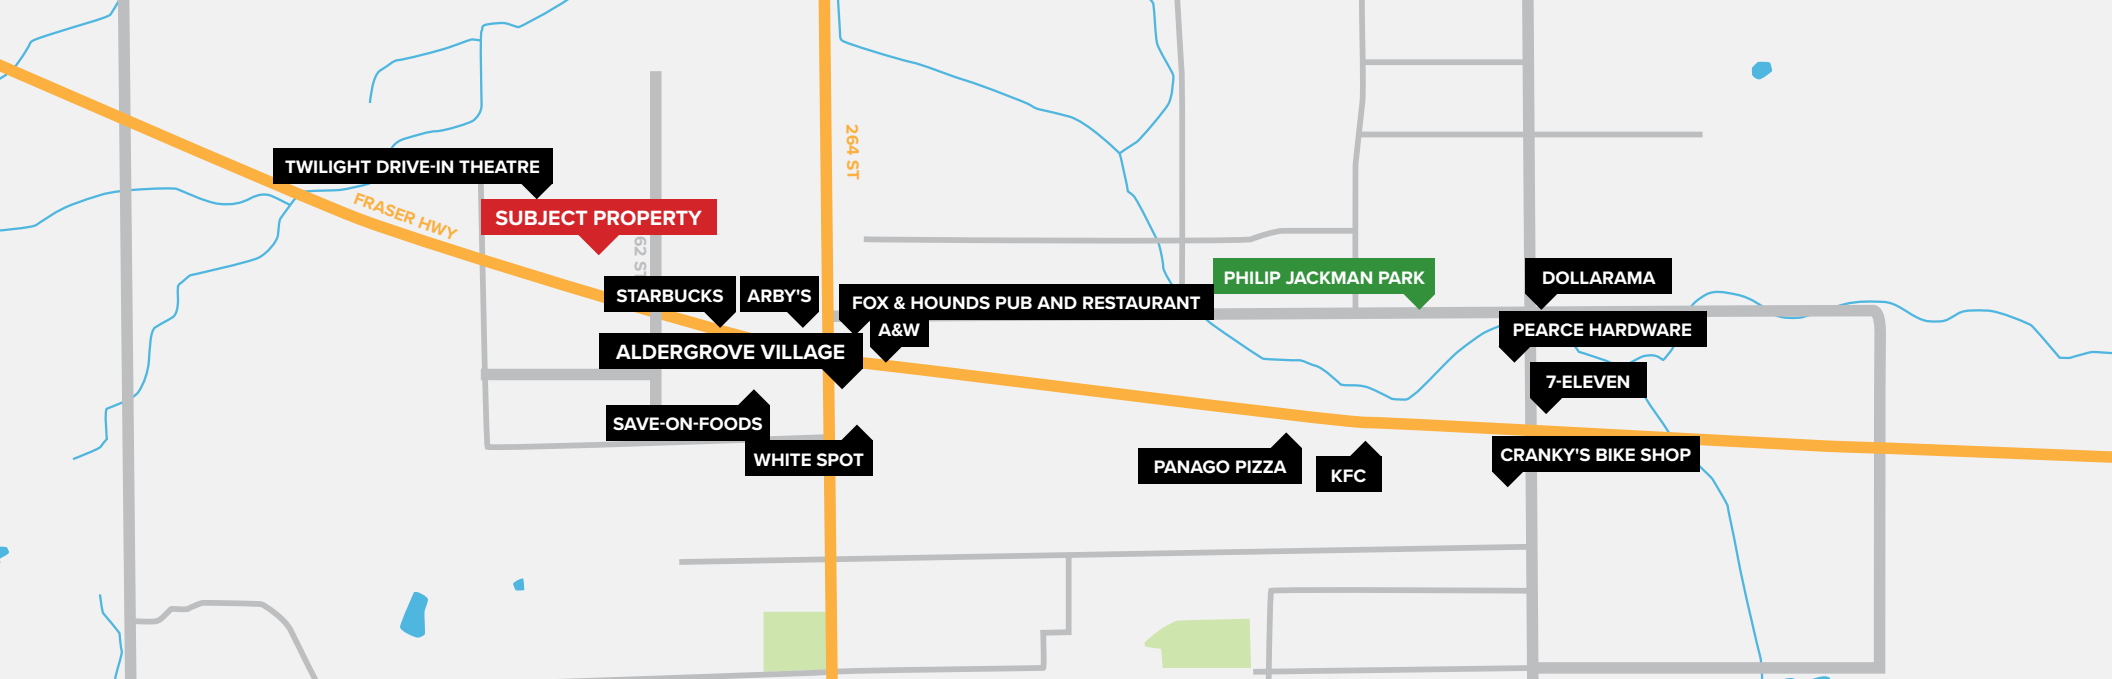 264 ST
TWILIGHT DRIVE-IN THEATRE
FRASER HWY
SUBJECT PROPERTY
62 ST
STARBUCKS
ARBY'S
FOX & HOUNDS PUB AND RESTAURANT
PHILIP JACKMAN PARK
DOLLARAMA
A&W
PEARCE HARDWARE
ALDERGROVE VILLAGE
7-ELEVEN
SAVE-ON-FOODS
WHITE SPOT
PANAGO PIZZA
KFC
CRANKY'S BIKE SHOP